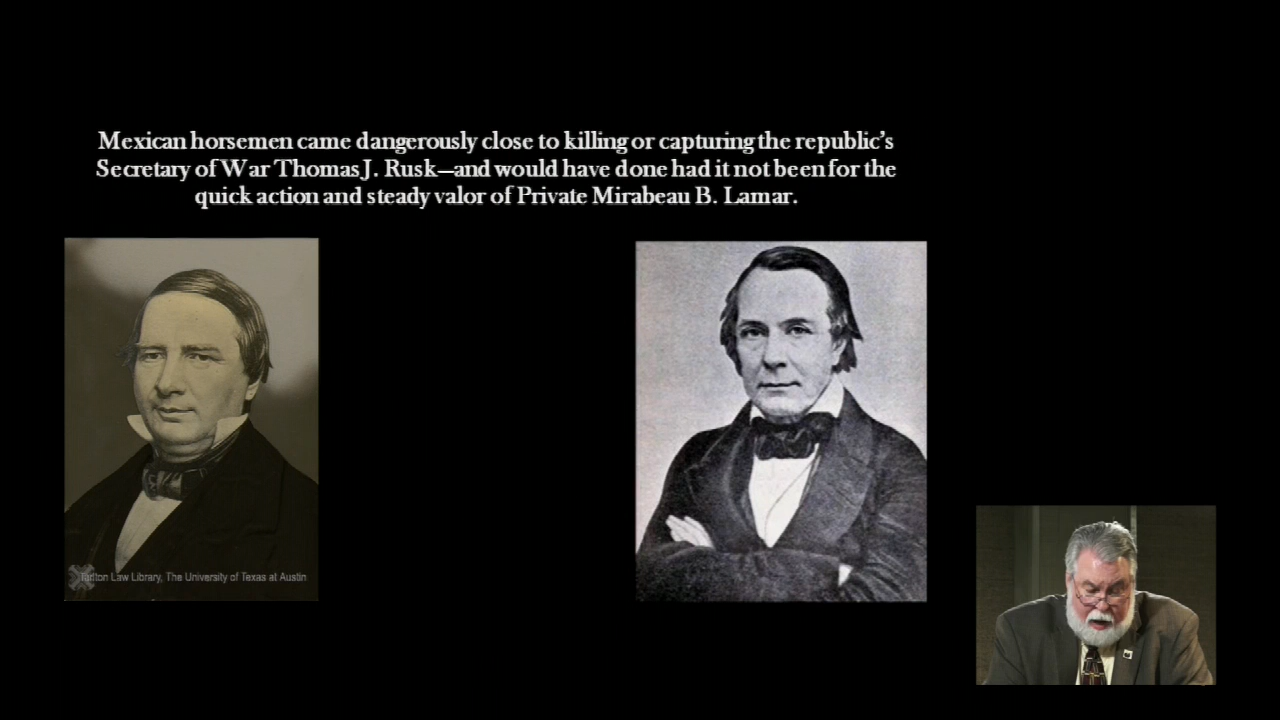 Mexican horsemen came dangerously close to killing or capturing the republic's
Secretary of War Thomas J. Rusk—and would have done had it not been for the
quick action and steady valor of Private Mirabeau B. Lamar.
Tarlton Law Library, The University of Texas at Austin